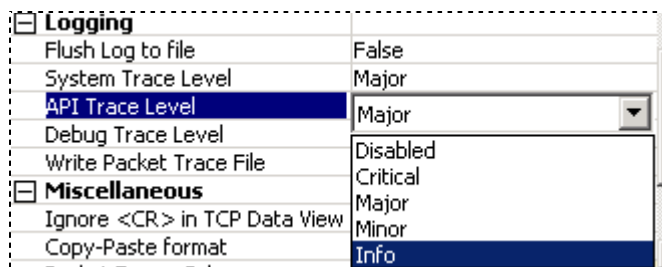 Logging
Flush Log to file False
System Trace Level Major
API Trace Level Major
Debug Trace Level Disabled
Write Packet Trace File Critical
Miscellaneous Major
Ignore <CR> in TCP Data View Minor
Copy-Paste format Info